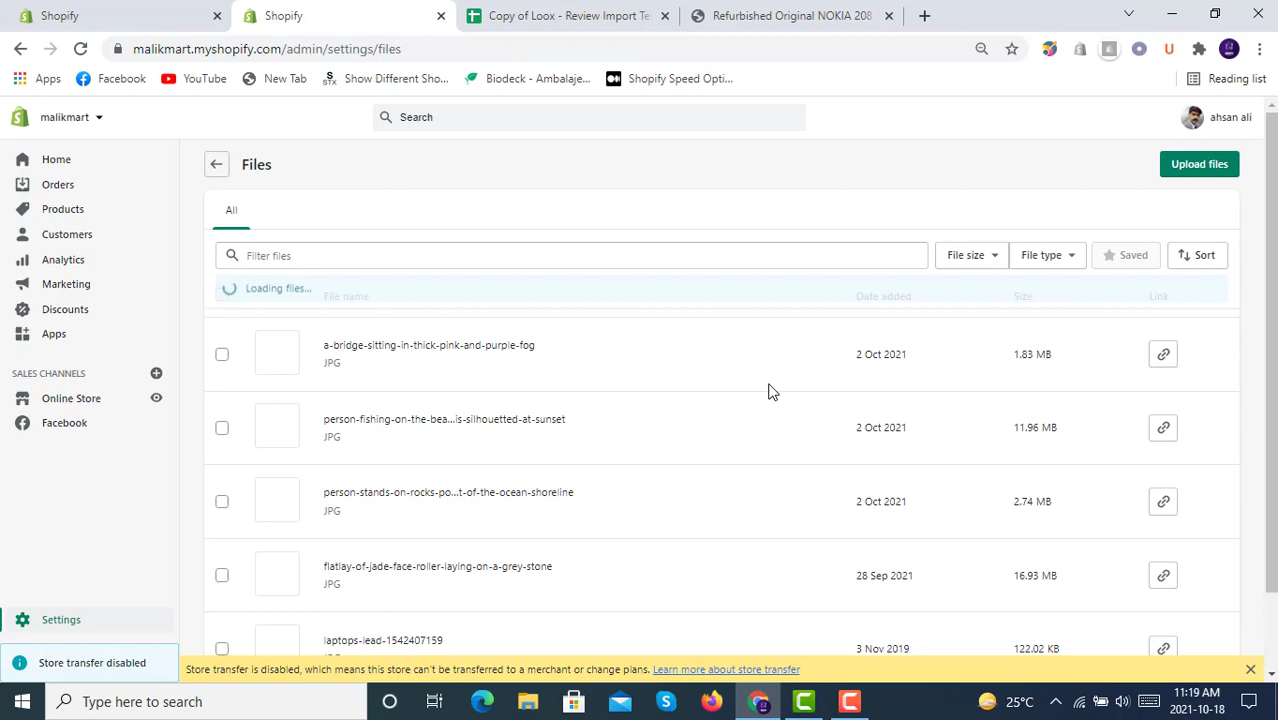 Shopify
Shopify
Copy of Loox - Review Import Te
Refurbished Original NOKIA 208
malikmart.myshopify.com/admin/settings/files
Apps
Facebook
YouTube
New Tab
STX
Show Different Sho...
Biodeck - Ambalaje...
Shopify Speed Opti...
Reading list
malikmart
Search
ahsan ali
Home
Orders
Products
Customers
Analytics
Marketing
Discounts
Apps
SALES CHANNELS
Online Store
Facebook
Settings
Store transfer disabled
Files
Upload files
All
Filter files
File size
File type
Saved
Sort
Loading files...
File name
Date added
Size
Link
a-bridge-sitting-in-thick-pink-and-purple-fog
JPG
2 Oct 2021
1.83 MB
person-fishing-on-the-bea...is-silhouetted-at-sunset
JPG
2 Oct 2021
11.96 MB
person-stands-on-rocks-po...t-of-the-ocean-shoreline
JPG
2 Oct 2021
2.74 MB
flatlay-of-jade-face-roller-laying-on-a-grey-stone
JPG
28 Sep 2021
16.93 MB
laptops-lead-1542407159
3 Nov 2019
122.02 KB
Store transfer is disabled, which means this store can't be transferred to a merchant or change plans. Learn more about store transfer
Type here to search
25°C
11:19 AM
2021-10-18